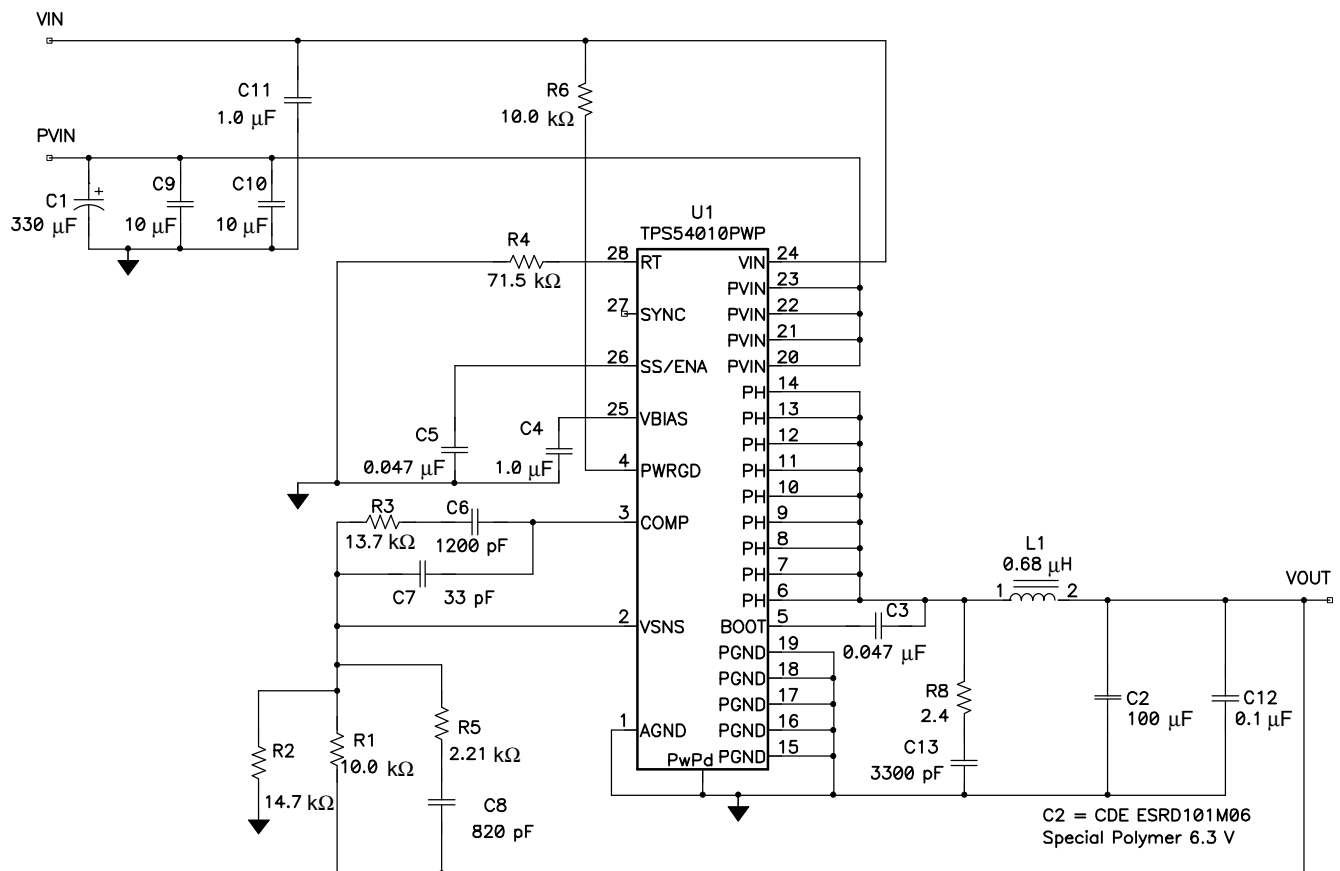 VIN
C11
1.0 μF
R6
10.0 kΩ
PVIN
C1
+
330 μF
C9
10 μF
C10
10 μF
U1
TPS54010PWP
R4
71.5 kΩ
28 RT
27 SYNC
26 SS/ENA
25 VBIAS
4 PWRGD
3 COMP
2 VSNS
1 AGND
PwPd
VIN 24
PVIN 23
PVIN 22
PVIN 21
PVIN 20
PH 14
PH 13
PH 12
PH 11
PH 10
PH 9
PH 8
PH 7
PH 6
BOOT 5
PGND 19
PGND 18
PGND 17
PGND 16
PGND 15
C5
0.047 μF
C4
1.0 μF
R3
13.7 kΩ
C6
1200 pF
C7
33 pF
R2
14.7 kΩ
R1
10.0 kΩ
R5
2.21 kΩ
C8
820 pF
C3
0.047 μF
L1
0.68 μH
1
2
VOUT
R8
2.4
C13
3300 pF
C2
100 μF
C12
0.1 μF
C2 = CDE ESRD101M06
Special Polymer 6.3 V